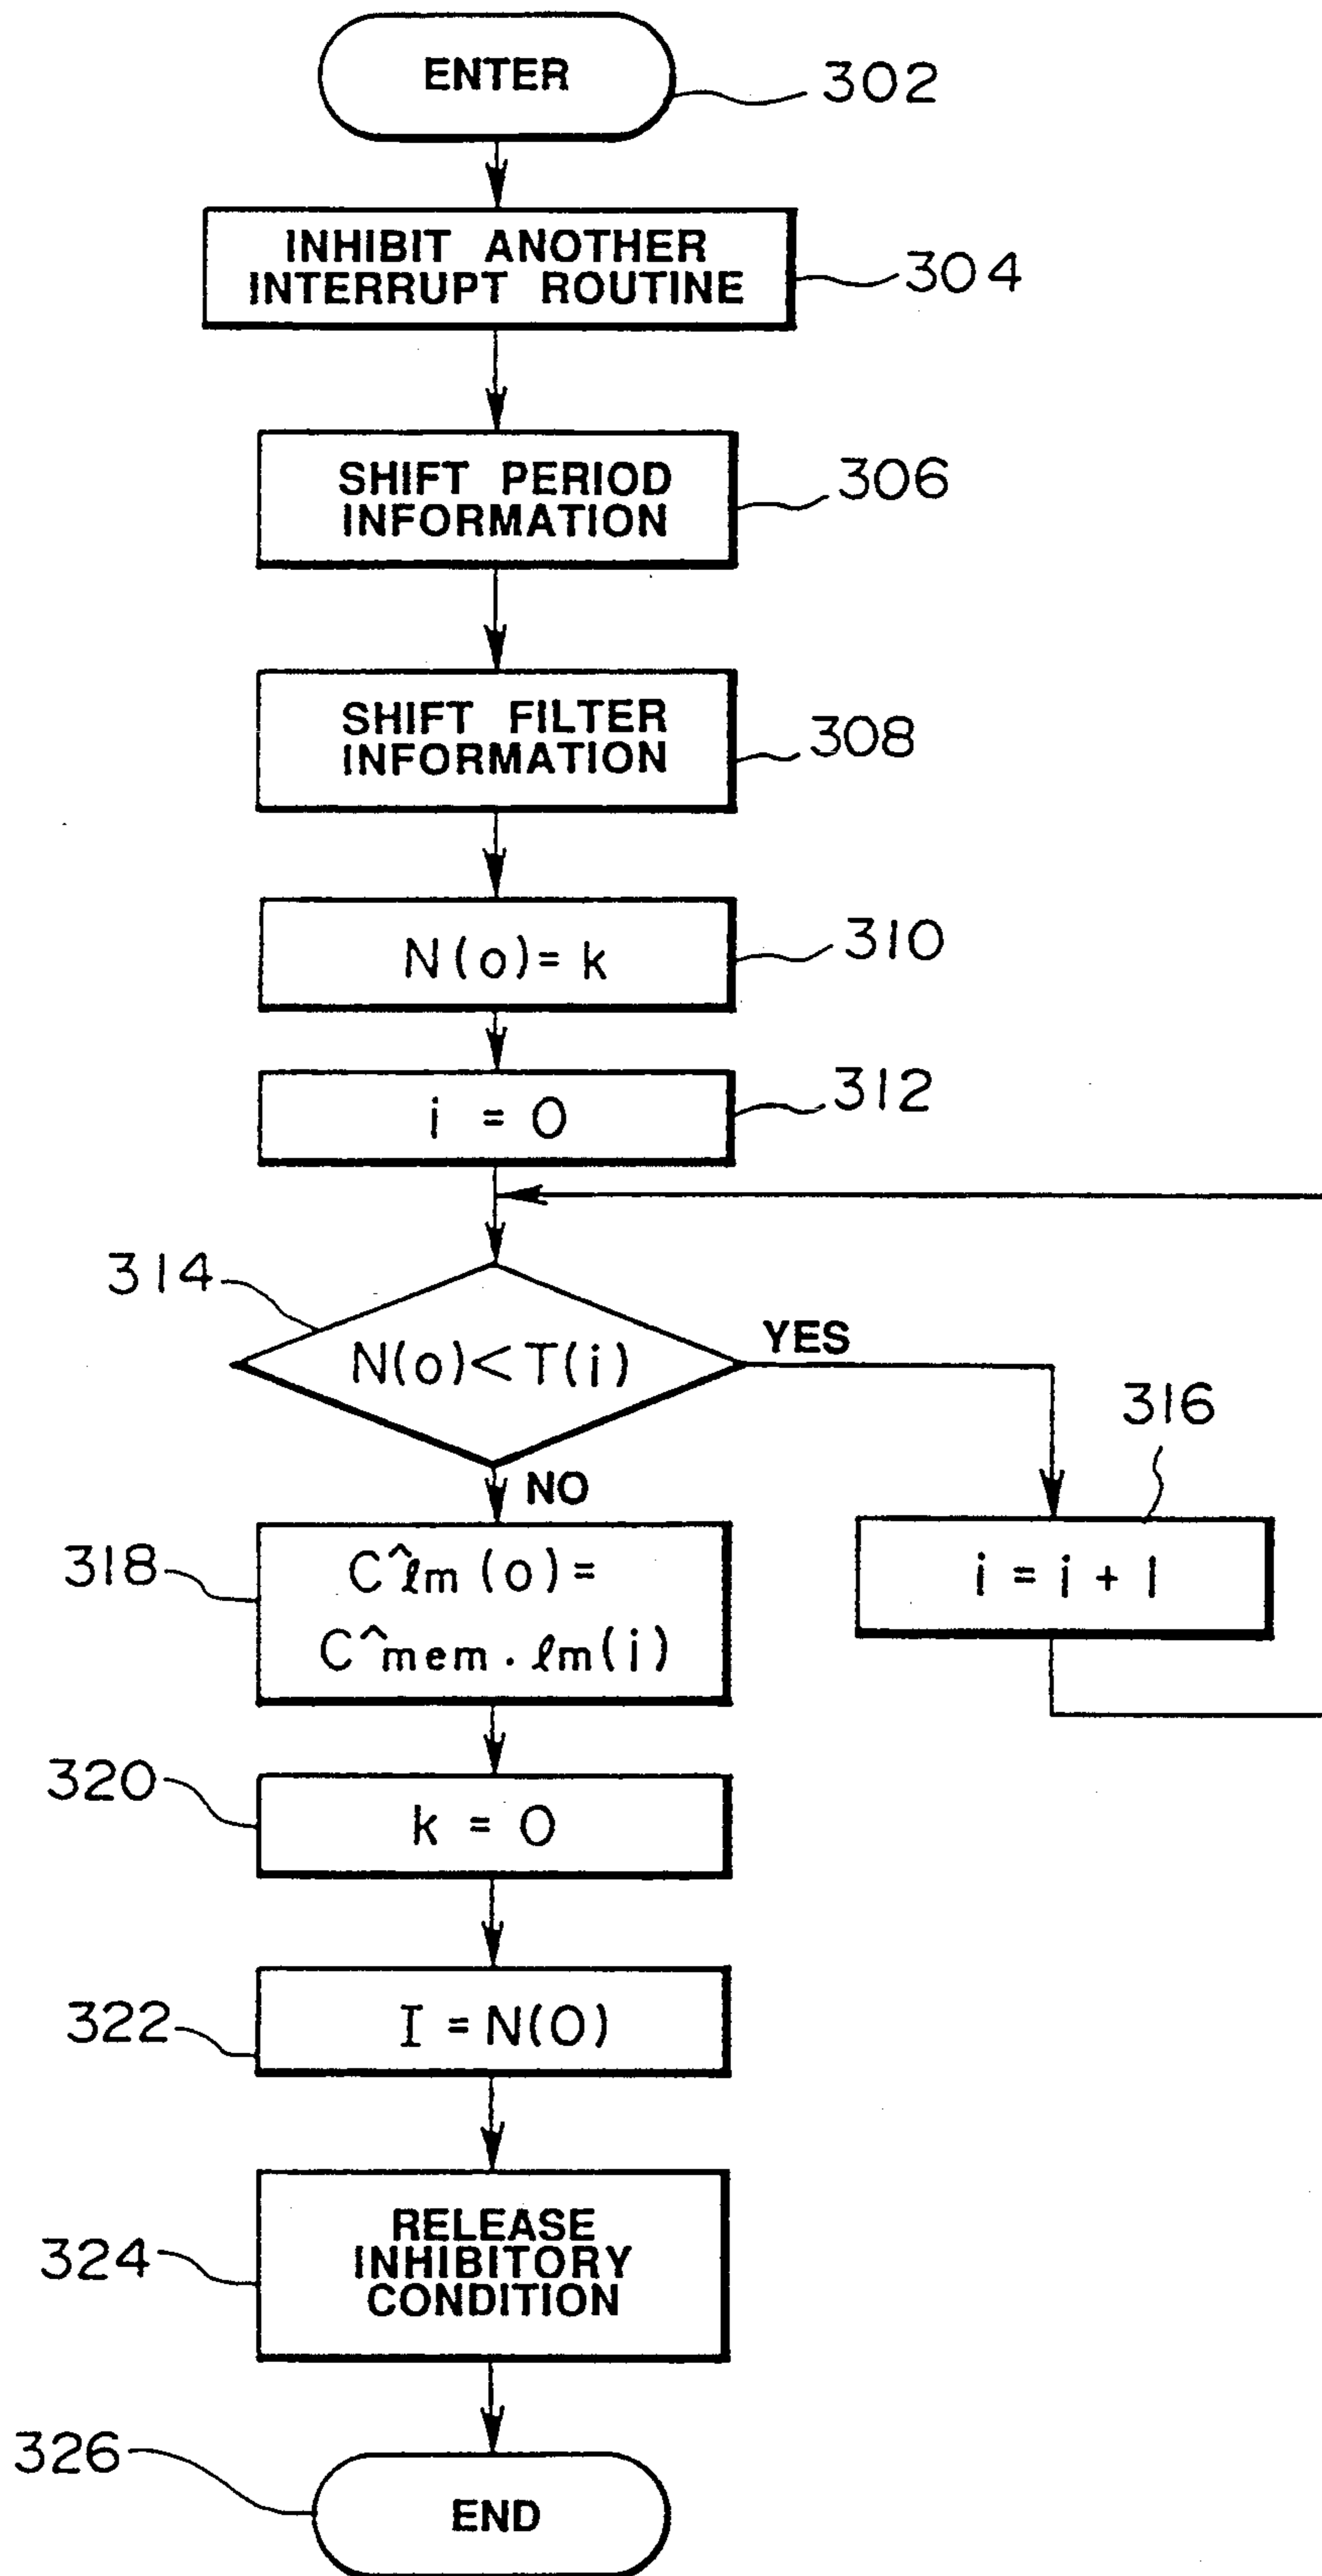 ENTER
302
INHIBIT ANOTHER
INTERRUPT ROUTINE
304
SHIFT PERIOD
INFORMATION
306
SHIFT FILTER
INFORMATION
308
N(o)= k
310
i = 0
312
314
N(o)<T(i)
YES
316
i = i + 1
NO
318
C^ℓm (o) =
C^mem · ℓm(i)
320
k = 0
322
I = N(0)
324
RELEASE
INHIBITORY
CONDITION
326
END